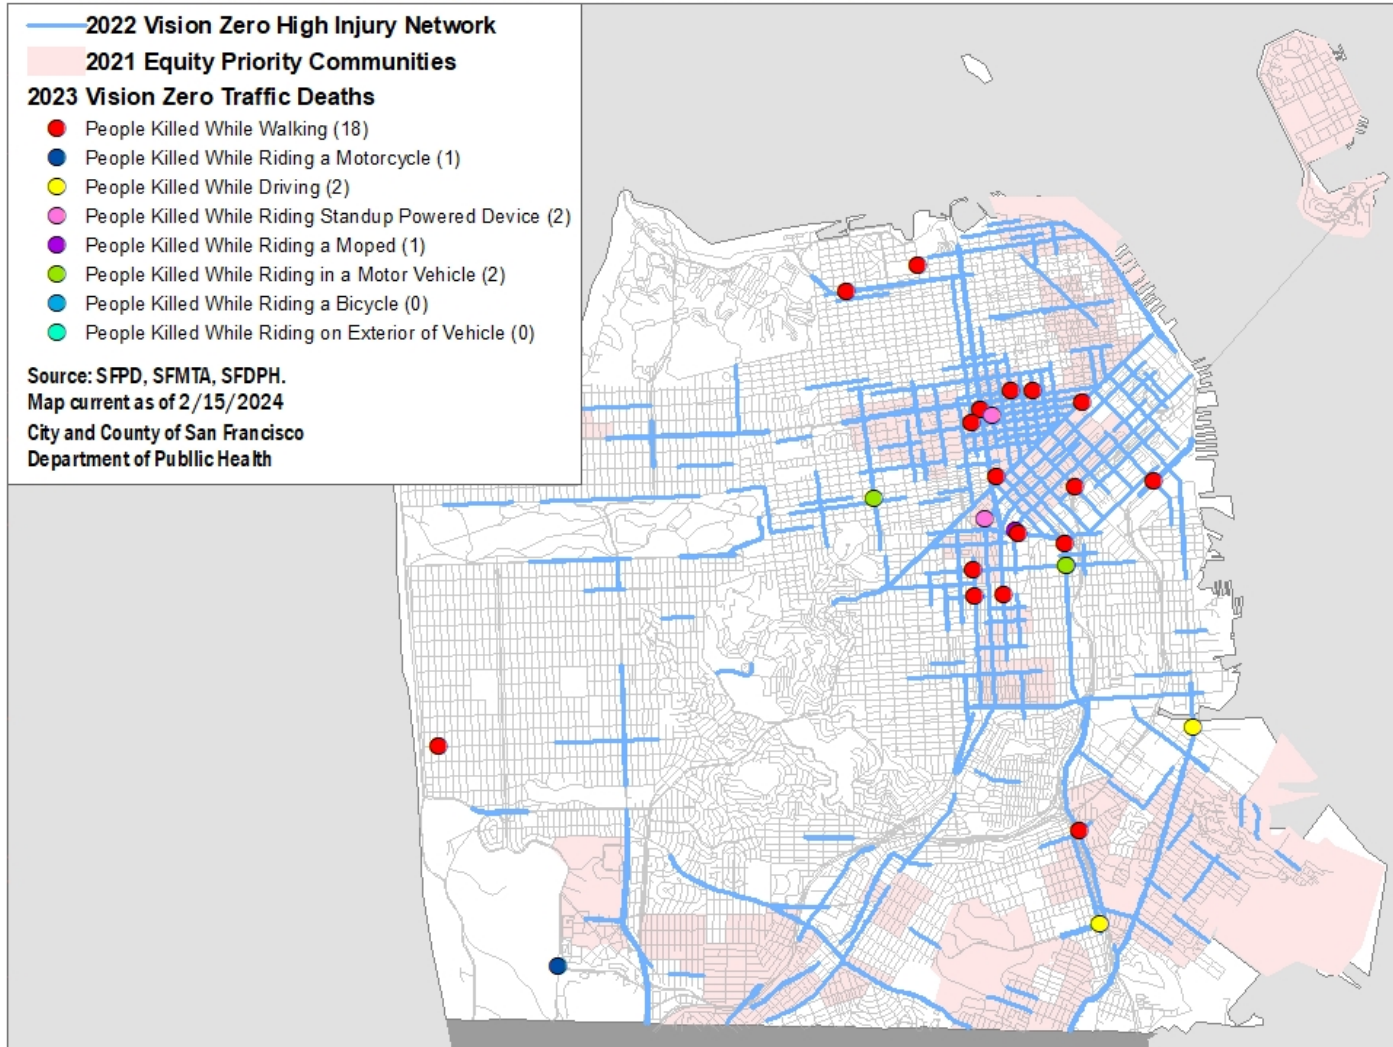 2022 Vision Zero High Injury Network
2021 Equity Priority Communities
2023 Vision Zero Traffic Deaths
People Killed While Walking (18)
People Killed While Riding a Motorcycle (1)
People Killed While Driving (2)
People Killed While Riding Standup Powered Device (2)
People Killed While Riding a Moped (1)
People Killed While Riding in a Motor Vehicle (2)
People Killed While Riding a Bicycle (0)
People Killed While Riding on Exterior of Vehicle (0)
Source: SFPD, SFMTA, SFDPH.
Map current as of 2/15/2024
City and County of San Francisco
Department of Publlic Health